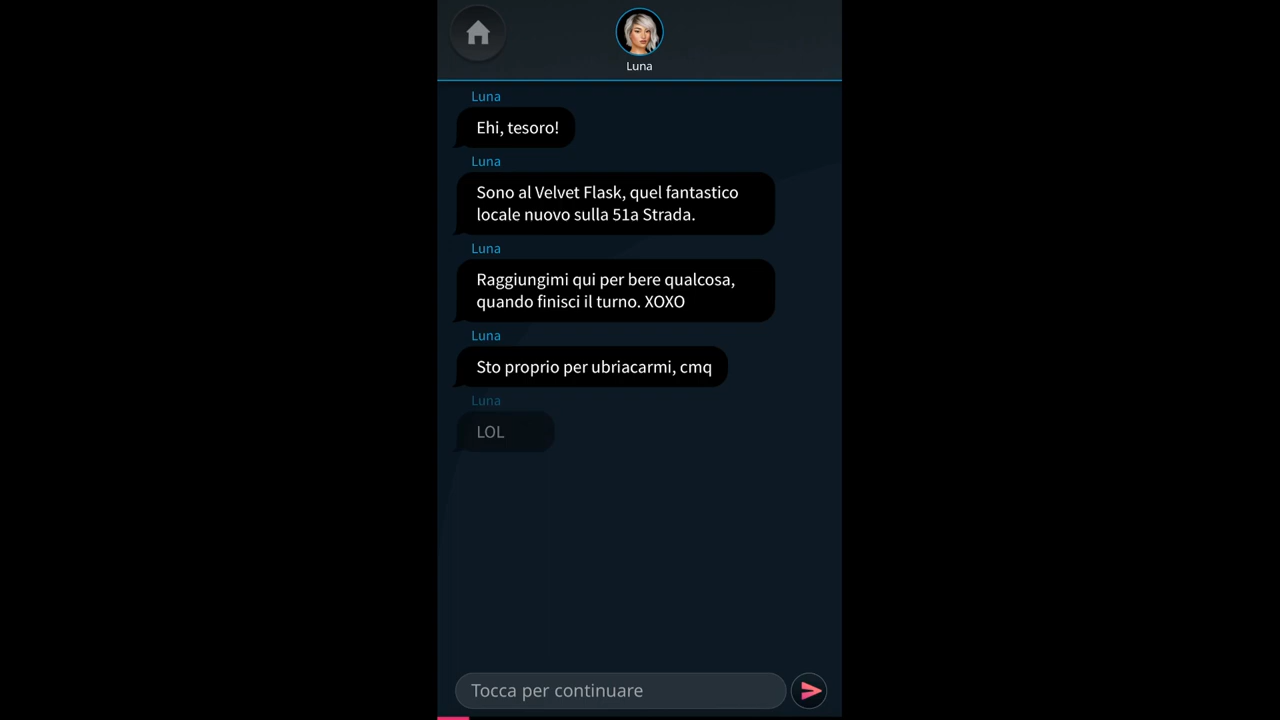 Luna
Luna
Ehi, tesoro!
Luna
Sono al Velvet Flask, quel fantastico
locale nuovo sulla 51a Strada.
Luna
Raggiungimi qui per bere qualcosa,
quando finisci il turno. XOXO
Luna
Sto proprio per ubriacarmi, cmq
Luna
LOL
Tocca per continuare